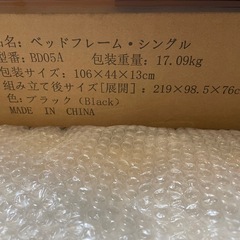 品名: ベッドフレーム・シングル
型番: BD05A 包装重量: 17.09kg
包装サイズ: 106×44×13cm
組み立て後サイズ[展開]: 219×98.5×76c
色:ブラック(Black)
MADE IN CHINA